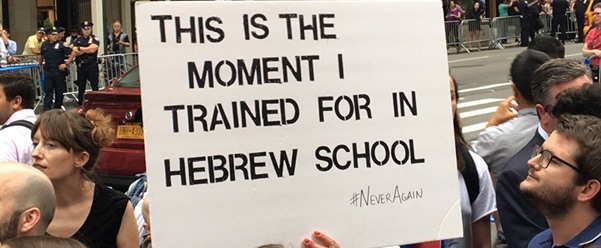 THIS IS THE
MOMENT I
TRAINED FOR IN
HEBREW SCHOOL
#NEVERAGAIN